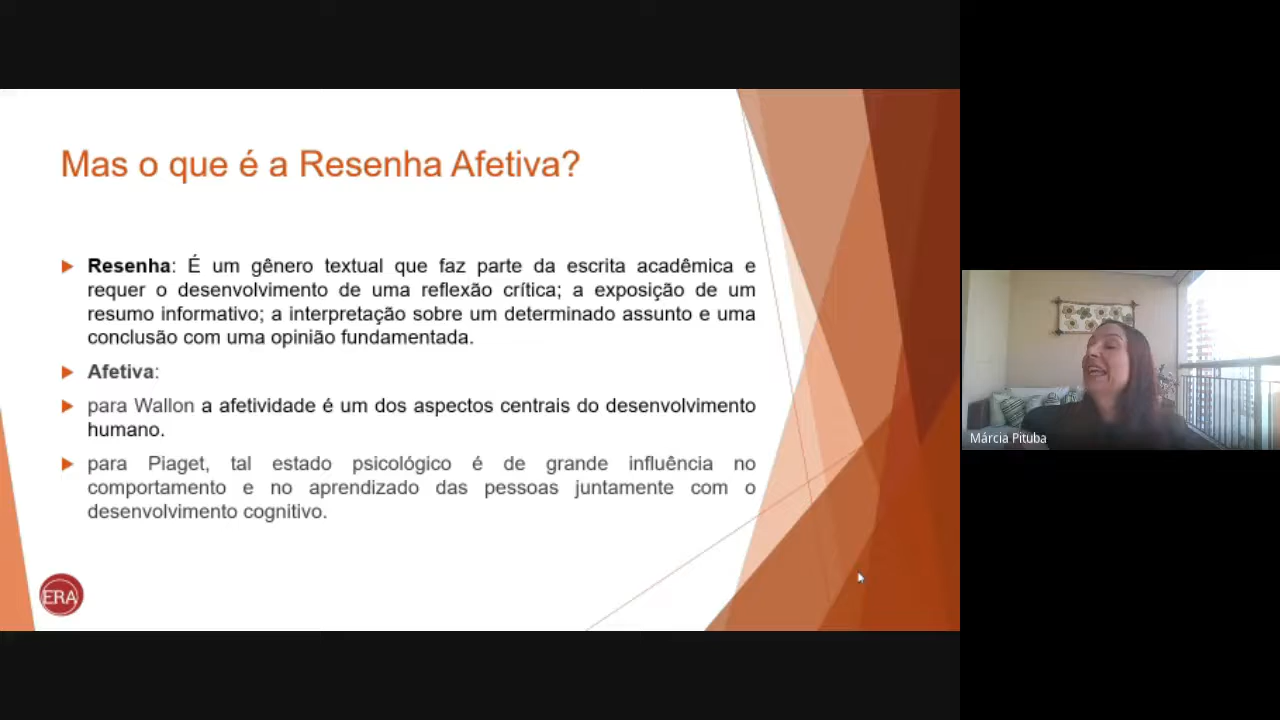 Mas o que é a Resenha Afetiva?
Resenha: É um gênero textual que faz parte da escrita acadêmica e
requer o desenvolvimento de uma reflexão crítica; a exposição de um
resumo informativo; a interpretação sobre um determinado assunto e uma
conclusão com uma opinião fundamentada.
Afetiva:
para Wallon a afetividade é um dos aspectos centrais do desenvolvimento
humano.
para Piaget, tal estado psicológico é de grande influência no
comportamento e no aprendizado das pessoas juntamente com o
desenvolvimento cognitivo.
ERA
Márcia Pituba